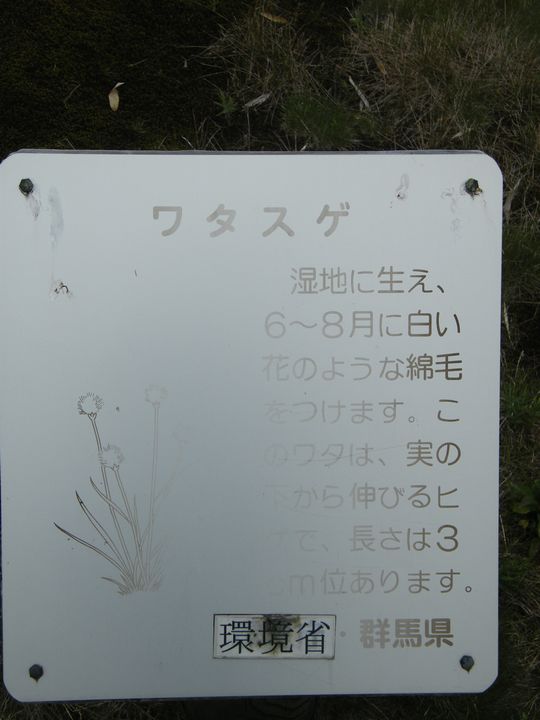 ワタスゲ
湿地に生え、
6〜8月に白い
花のような綿毛
をつけます。こ
のワタは、実の
下から伸びるヒ
ゲで、長さは3
cm位あります。
環境省・群馬県